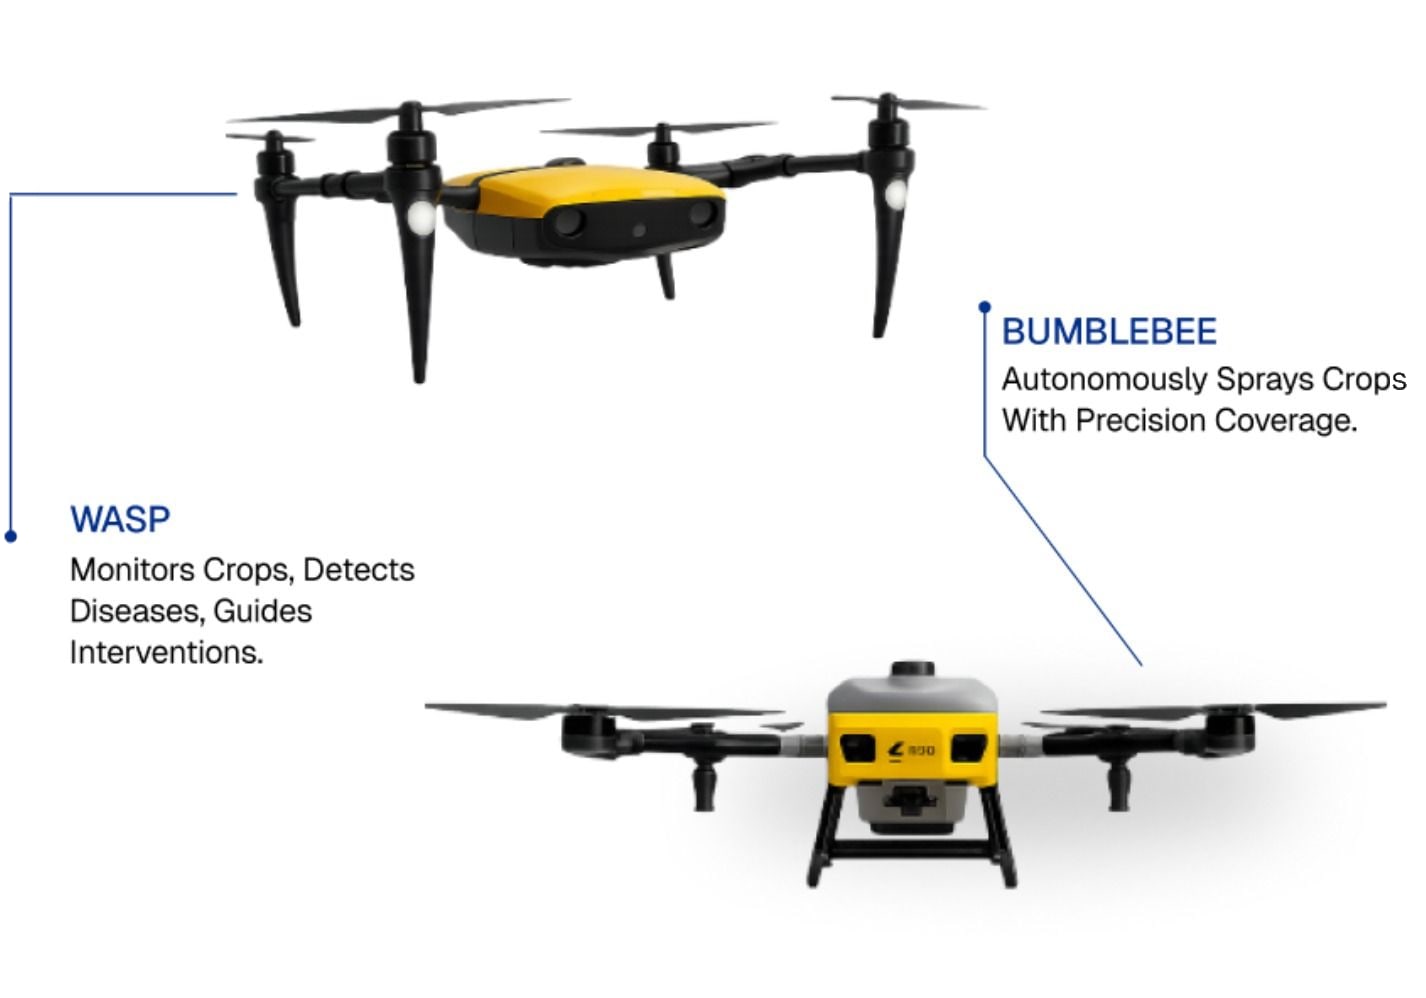 BUMBLEBEE
Autonomously Sprays Crops
With Precision Coverage.
WASP
Monitors Crops, Detects
Diseases, Guides
Interventions.